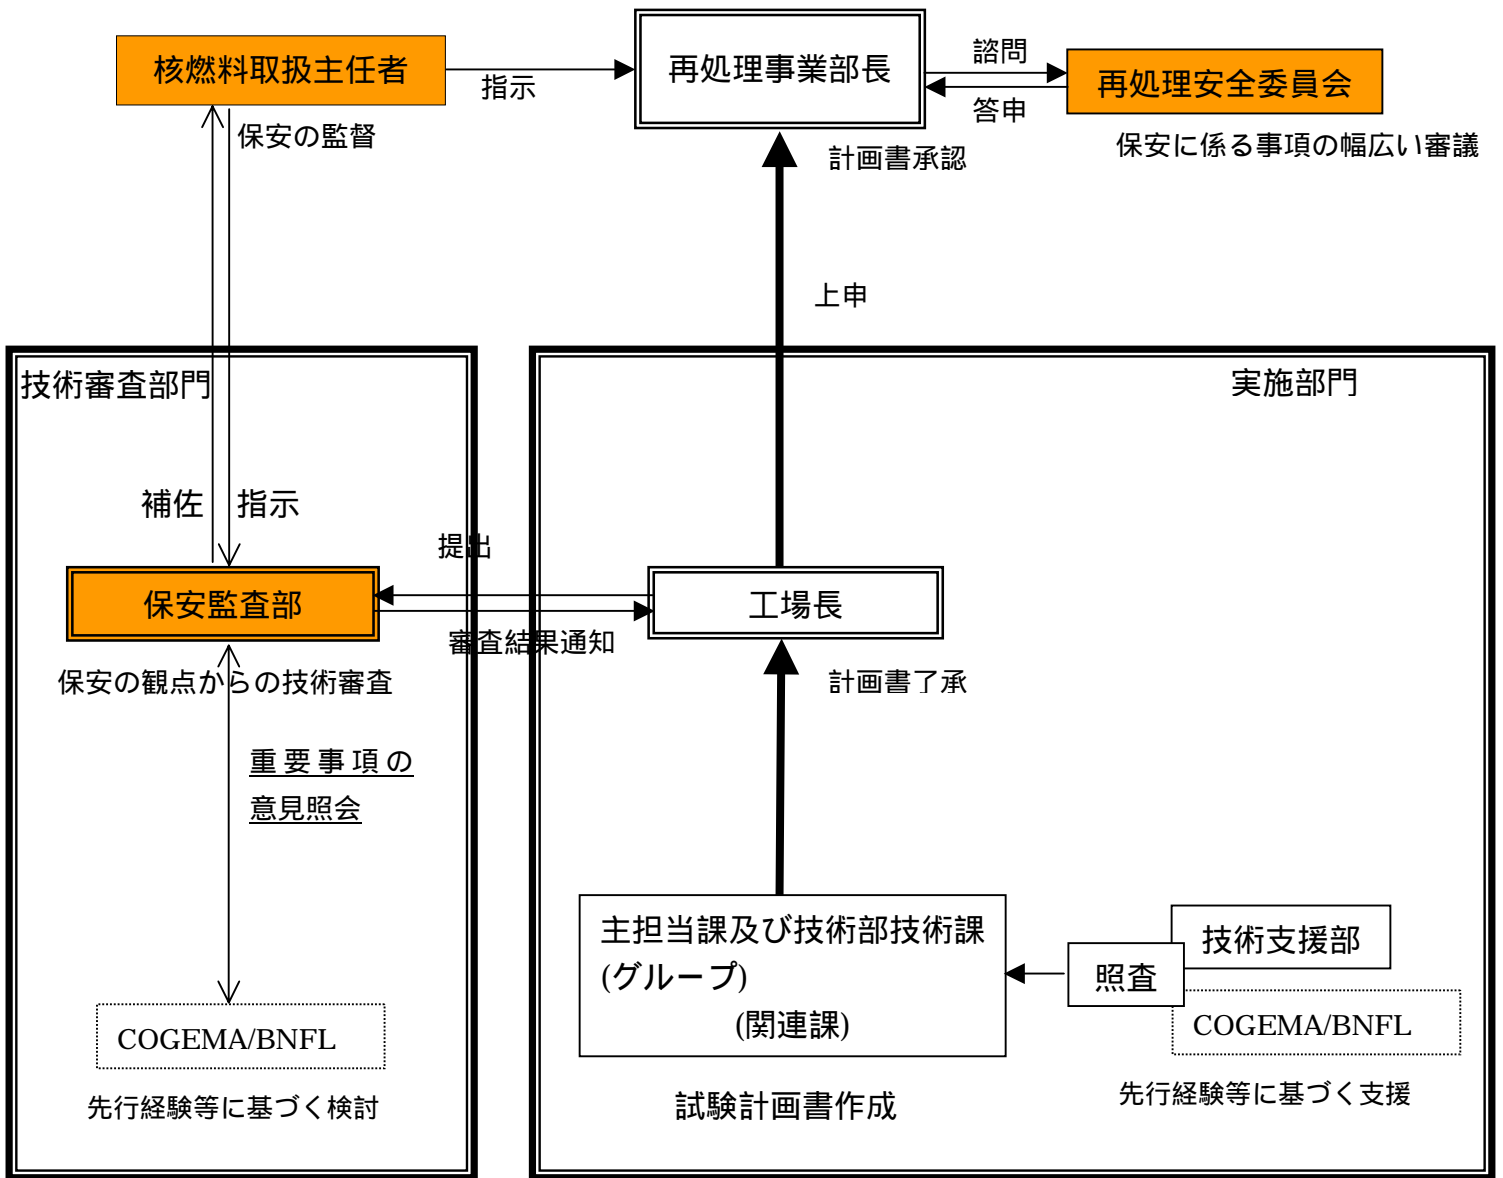 核燃料取扱主任者
指示
再処理事業部長
諮問
答申
再処理安全委員会
保安の監督
計画書承認
保安に係る事項の幅広い審議
上申
技術審査部門
実施部門
補佐
指示
提出
保安監査部
工場長
審査結果通知
保安の観点からの技術審査
計画書了承
重要事項の
意見照会
主担当課及び技術部技術課
(グループ)
(関連課)
照査
技術支援部
COGEMA/BNFL
COGEMA/BNFL
先行経験等に基づく検討
試験計画書作成
先行経験等に基づく支援